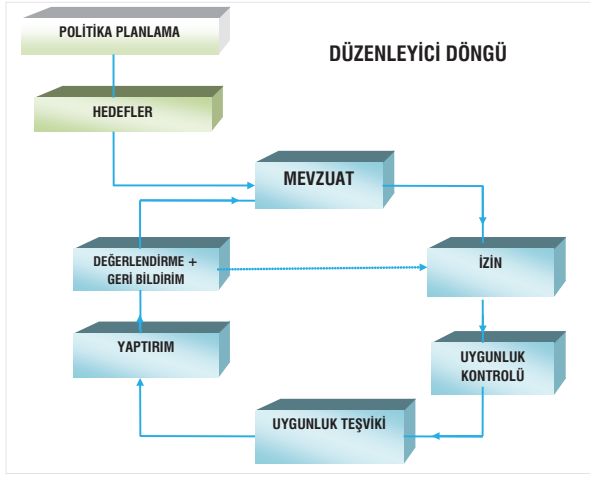 POLİTİKA PLANLAMA
DÜZENLEYİCİ DÖNGÜ
HEDEFLER
MEVZUAT
DEĞERLENDİRME +
GERİ BİLDİRİM
İZİN
YAPTIRIM
UYGUNLUK
KONTROLÜ
UYGUNLUK TEŞVİKİ